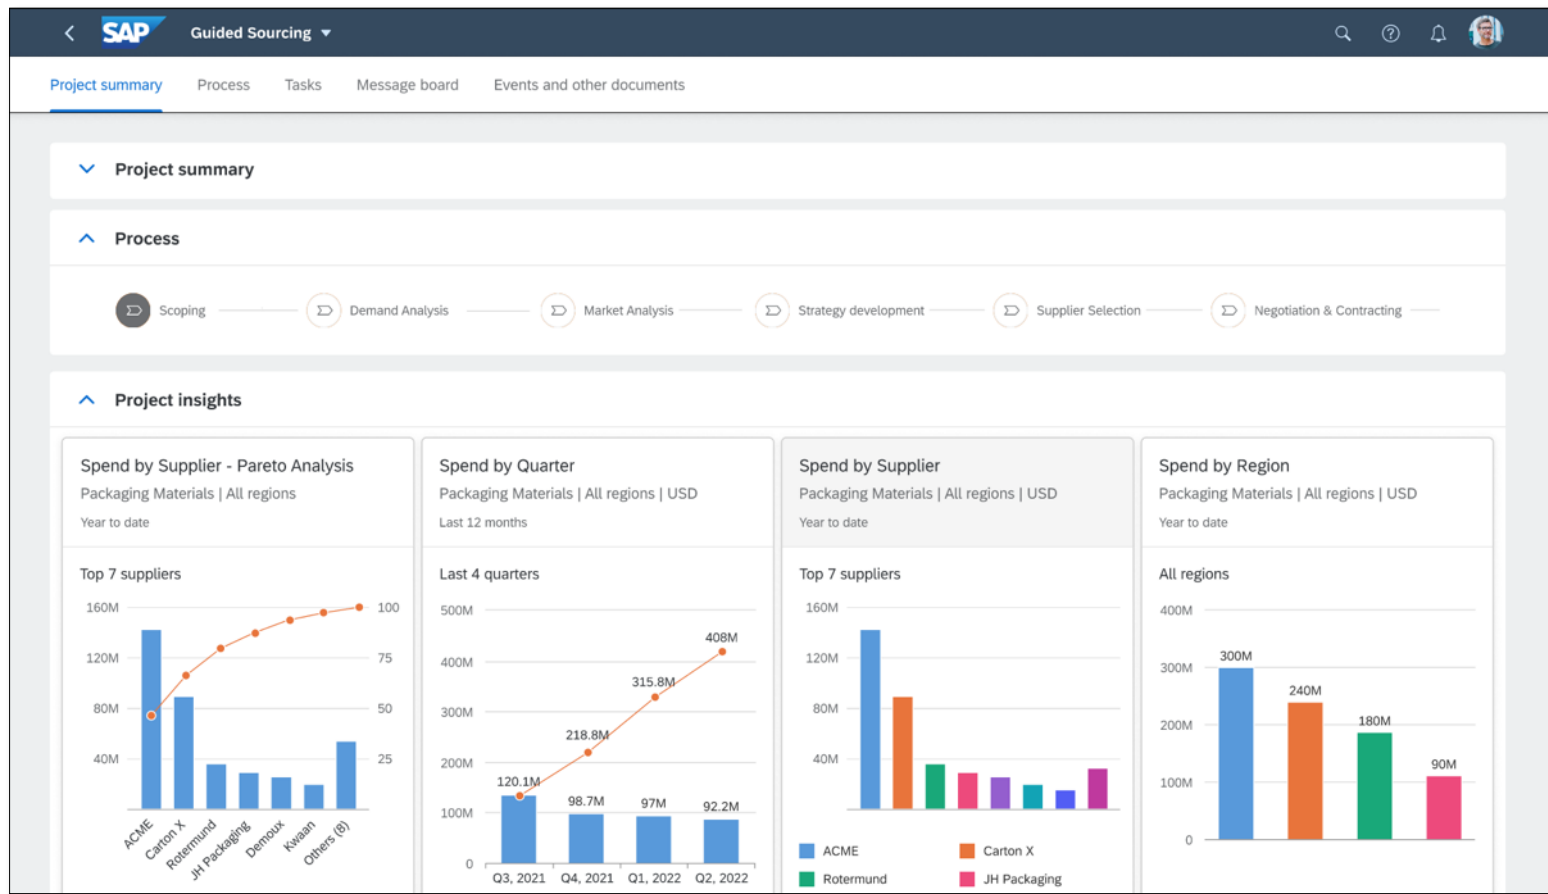 SAP Guided Sourcing
Project summary Process Tasks Message board Events and other documents
Project summary
Process
Scoping Demand Analysis Market Analysis Strategy development Supplier Selection Negotiation & Contracting
Project insights
Spend by Supplier - Pareto Analysis
Packaging Materials | All regions
Year to date
Top 7 suppliers
160M 100
120M 75
80M 50
40M 25
ACME Carton X Rotermund JH Packaging Demoux Kwaan Others (8)
Spend by Quarter
Packaging Materials | All regions | USD
Last 12 months
Last 4 quarters
500M
408M
400M
315.8M
300M
218.8M
200M
120.1M
98.7M 97M 92.2M
100M
0
Q3, 2021 Q4, 2021 Q1, 2022 Q2, 2022
Spend by Supplier
Packaging Materials | All regions | USD
Year to date
Top 7 suppliers
160M
120M
80M
40M
ACME Carton X
Rotermund JH Packaging
Spend by Region
Packaging Materials | All regions | USD
Year to date
All regions
400M
300M
300M
240M
200M
180M
90M
100M
0